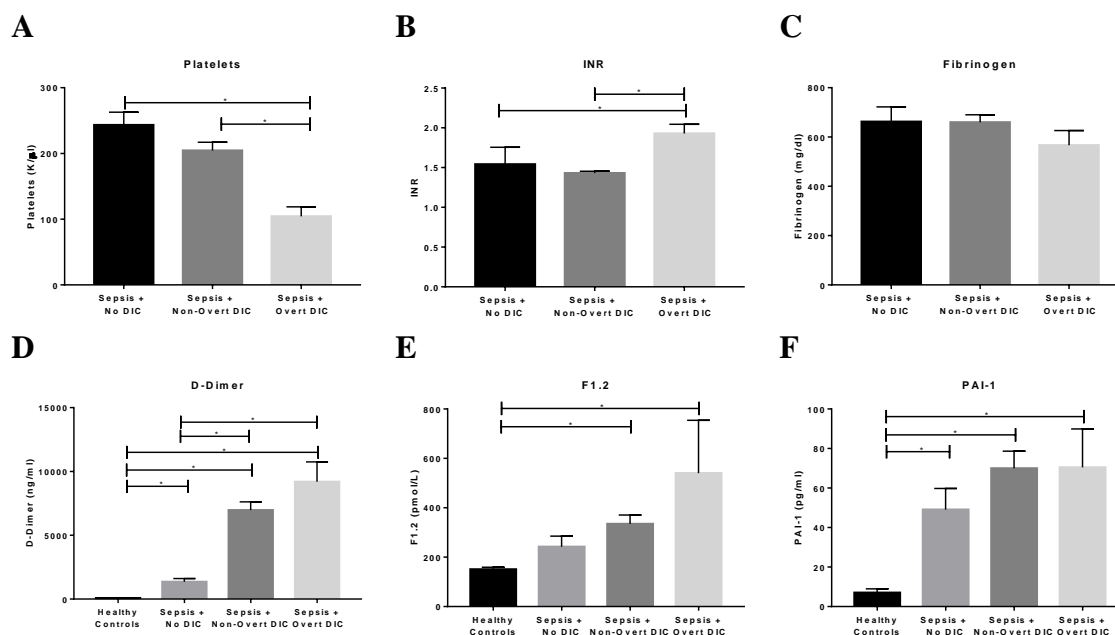 A
Platelets
Platelets (K/µl)
300
200
100
0
*
*
Sepsis + Sepsis + Sepsis +
No DIC Non-Overt DIC Overt DIC
B
INR
INR
2.5
2.0
1.5
1.0
0.5
0.0
*
*
Sepsis + Sepsis + Sepsis +
No DIC Non-Overt DIC Overt DIC
C
Fibrinogen
Fibrinogen (mg/dl)
800
600
400
200
0
Sepsis + Sepsis + Sepsis +
No DIC Non-Overt DIC Overt DIC
D
D-Dimer
D-Dimer (ng/ml)
15000
10000
5000
0
*
*
*
*
*
Healthy Sepsis + Sepsis + Sepsis +
Controls No DIC Non-Overt DIC Overt DIC
E
F1.2
F1.2 (pmol/L)
800
600
400
200
0
*
*
Healthy Sepsis + Sepsis + Sepsis +
Controls No DIC Non-Overt DIC Overt DIC
F
PAI-1
PAI-1 (pg/ml)
100
80
60
40
20
0
*
*
*
Healthy Sepsis + Sepsis + Sepsis +
Controls No DIC Non-Overt DIC Overt DIC